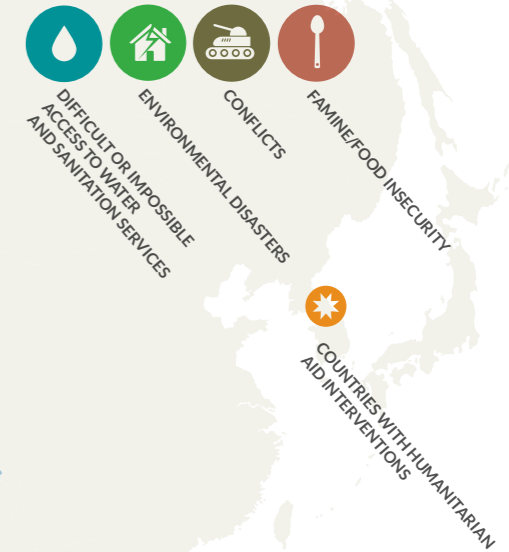 DIFFICULT OR IMPOSSIBLE
ACCESS TO WATER
AND SANITATION SERVICES
ENVIRONMENTAL DISASTERS
CONFLICTS
FAMINE/FOOD INSECURITY
COUNTRIES WITH HUMANITARIAN
AID INTERVENTIONS